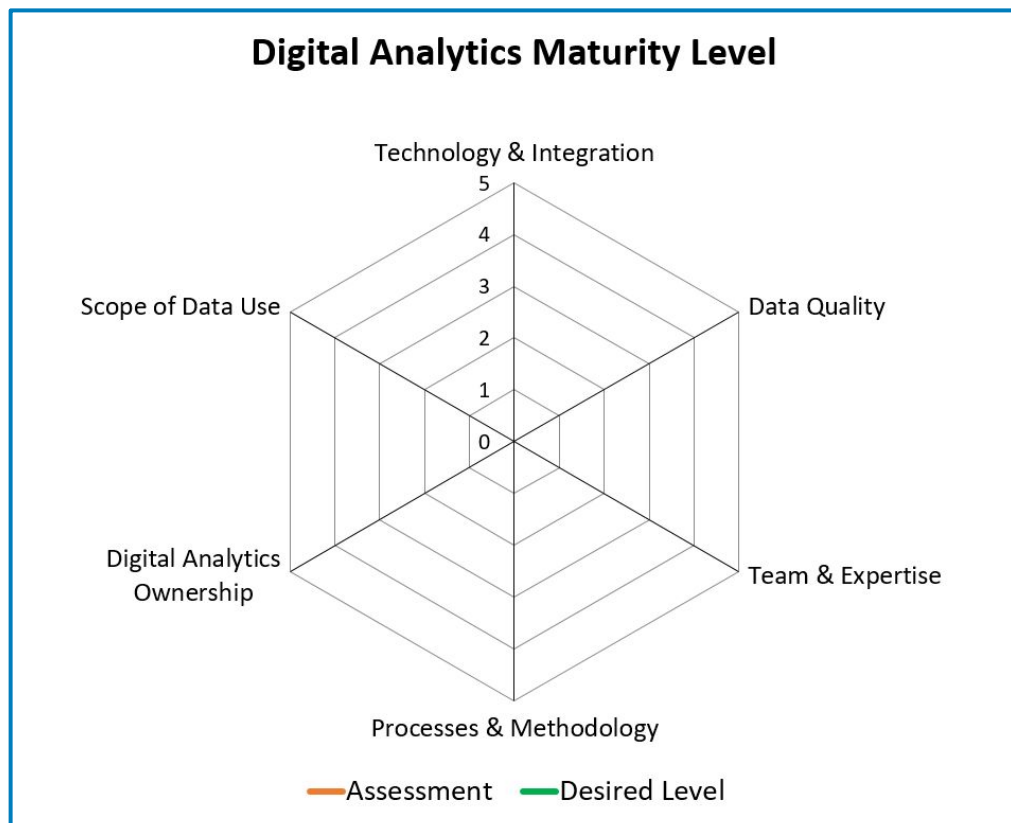 Digital Analytics Maturity Level
Technology & Integration
5
4
3
2
1
0
Scope of Data Use
Data Quality
Digital Analytics
Ownership
Team & Expertise
Processes & Methodology
Assessment
Desired Level